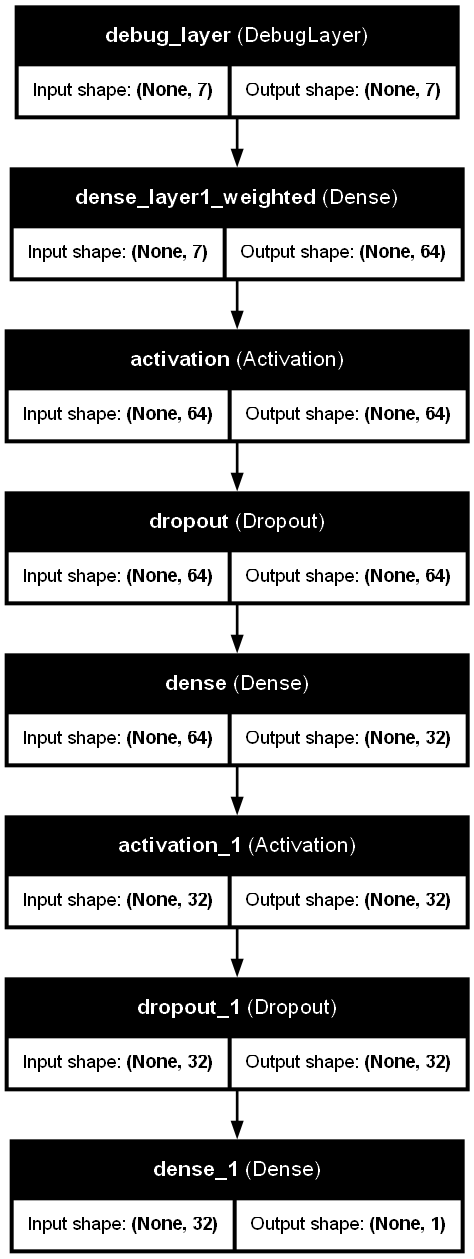 debug_layer (DebugLayer)
Input shape: (None, 7) Output shape: (None, 7)
dense_layer1_weighted (Dense)
Input shape: (None, 7) Output shape: (None, 64)
activation (Activation)
Input shape: (None, 64) Output shape: (None, 64)
dropout (Dropout)
Input shape: (None, 64) Output shape: (None, 64)
dense (Dense)
Input shape: (None, 64) Output shape: (None, 32)
activation_1 (Activation)
Input shape: (None, 32) Output shape: (None, 32)
dropout_1 (Dropout)
Input shape: (None, 32) Output shape: (None, 32)
dense_1 (Dense)
Input shape: (None, 32) Output shape: (None, 1)